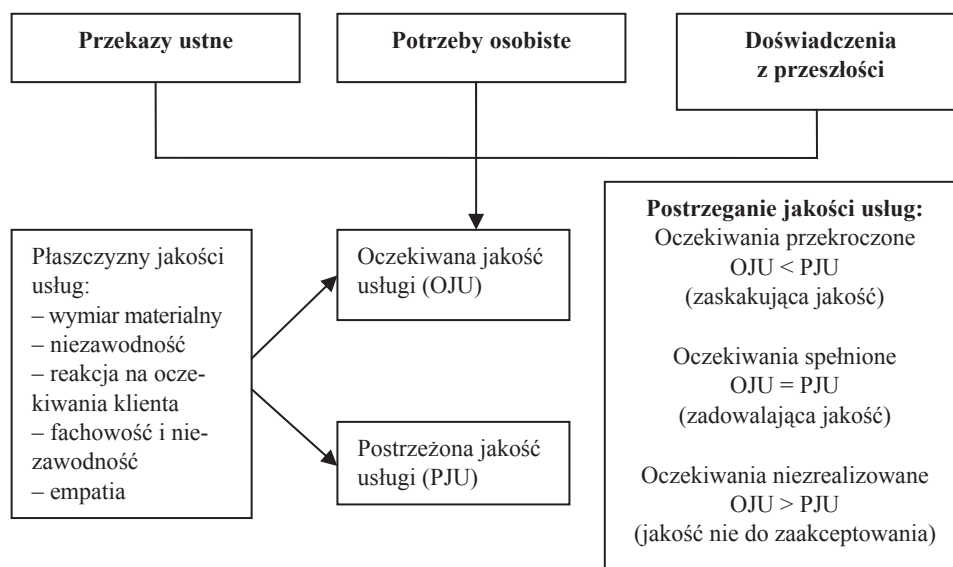 Przekazy ustne
Potrzeby osobiste
Doświadczenia
z przeszłości
Płaszczyzny jakości
usług:
– wymiar materialny
– niezawodność
– reakcja na ocze-
kiwania klienta
– fachowość i nie-
zawodność
– empatia
Oczekiwana jakość
usługi (OJU)
Postrzeżona jakość
usługi (PJU)
Postrzeganie jakości usług:
Oczekiwania przekroczone
OJU < PJU
(zaskakująca jakość)
Oczekiwania spełnione
OJU = PJU
(zadowalająca jakość)
Oczekiwania niezrealizowane
OJU > PJU
(jakość nie do zaakceptowania)